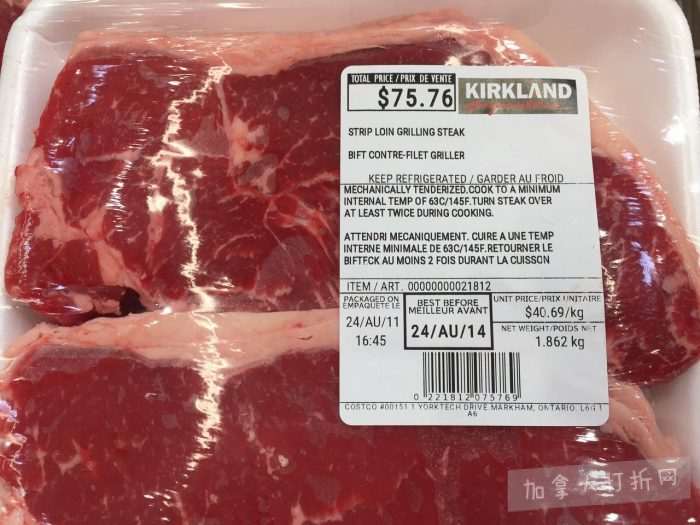 TOTAL PRICE/PRIX DE VENTE
$75.76
KIRKLAND
STRIP LOIN GRILLING STEAK
BIFT CONTRE-FILET GRILLER
KEEP REFRIGERATED / GARDER AU FROID
MECHANICALLY TENDERIZED.COOK TO A MINIMUM
INTERNAL TEMP OF 63C/145F.TURN STEAK OVER
AT LEAST TWICE DURING COOKING.
ATTENDRI MECANIQUEMENT. CUIRE A UNE TEMP
INTERNE MINIMALE DE 63C/145F.RETOURNER LE
BIFTFCK AU MOINS 2 FOIS DURANT LA CUISSON
ITEM / ART. 00000000021812
PACKAGED ON
EMPAQUETE LE
24/AU/11
16:45
BEST BEFORE
MEILLEUR AVANT
24/AU/14
UNIT PRICE/PRIX UNITAIRE
$40.69/kg
NET WEIGHT/POIDS NET
1.862 kg
0 221812 075769
COSTCO #00151 1 YORKTECH DRIVE MARKHAM, ONTARIO, L6G 1
A6
加拿大打折网